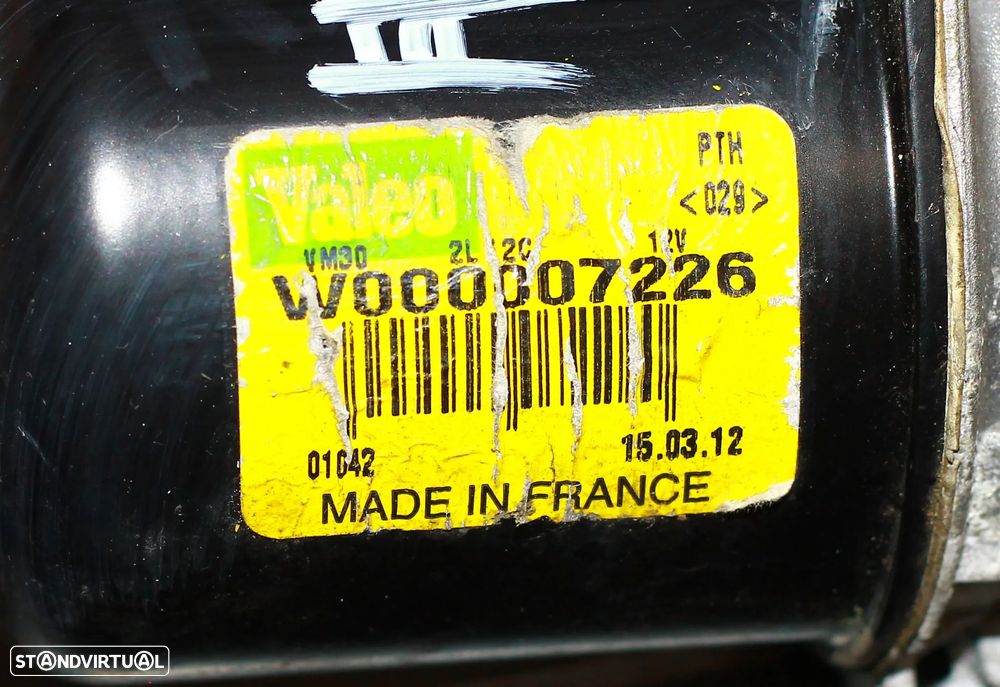 Valeo
PTH
<029>
VM30 2L 2C 12V
W000007226
01042 15.03.12
MADE IN FRANCE
STANDVIRTUAL